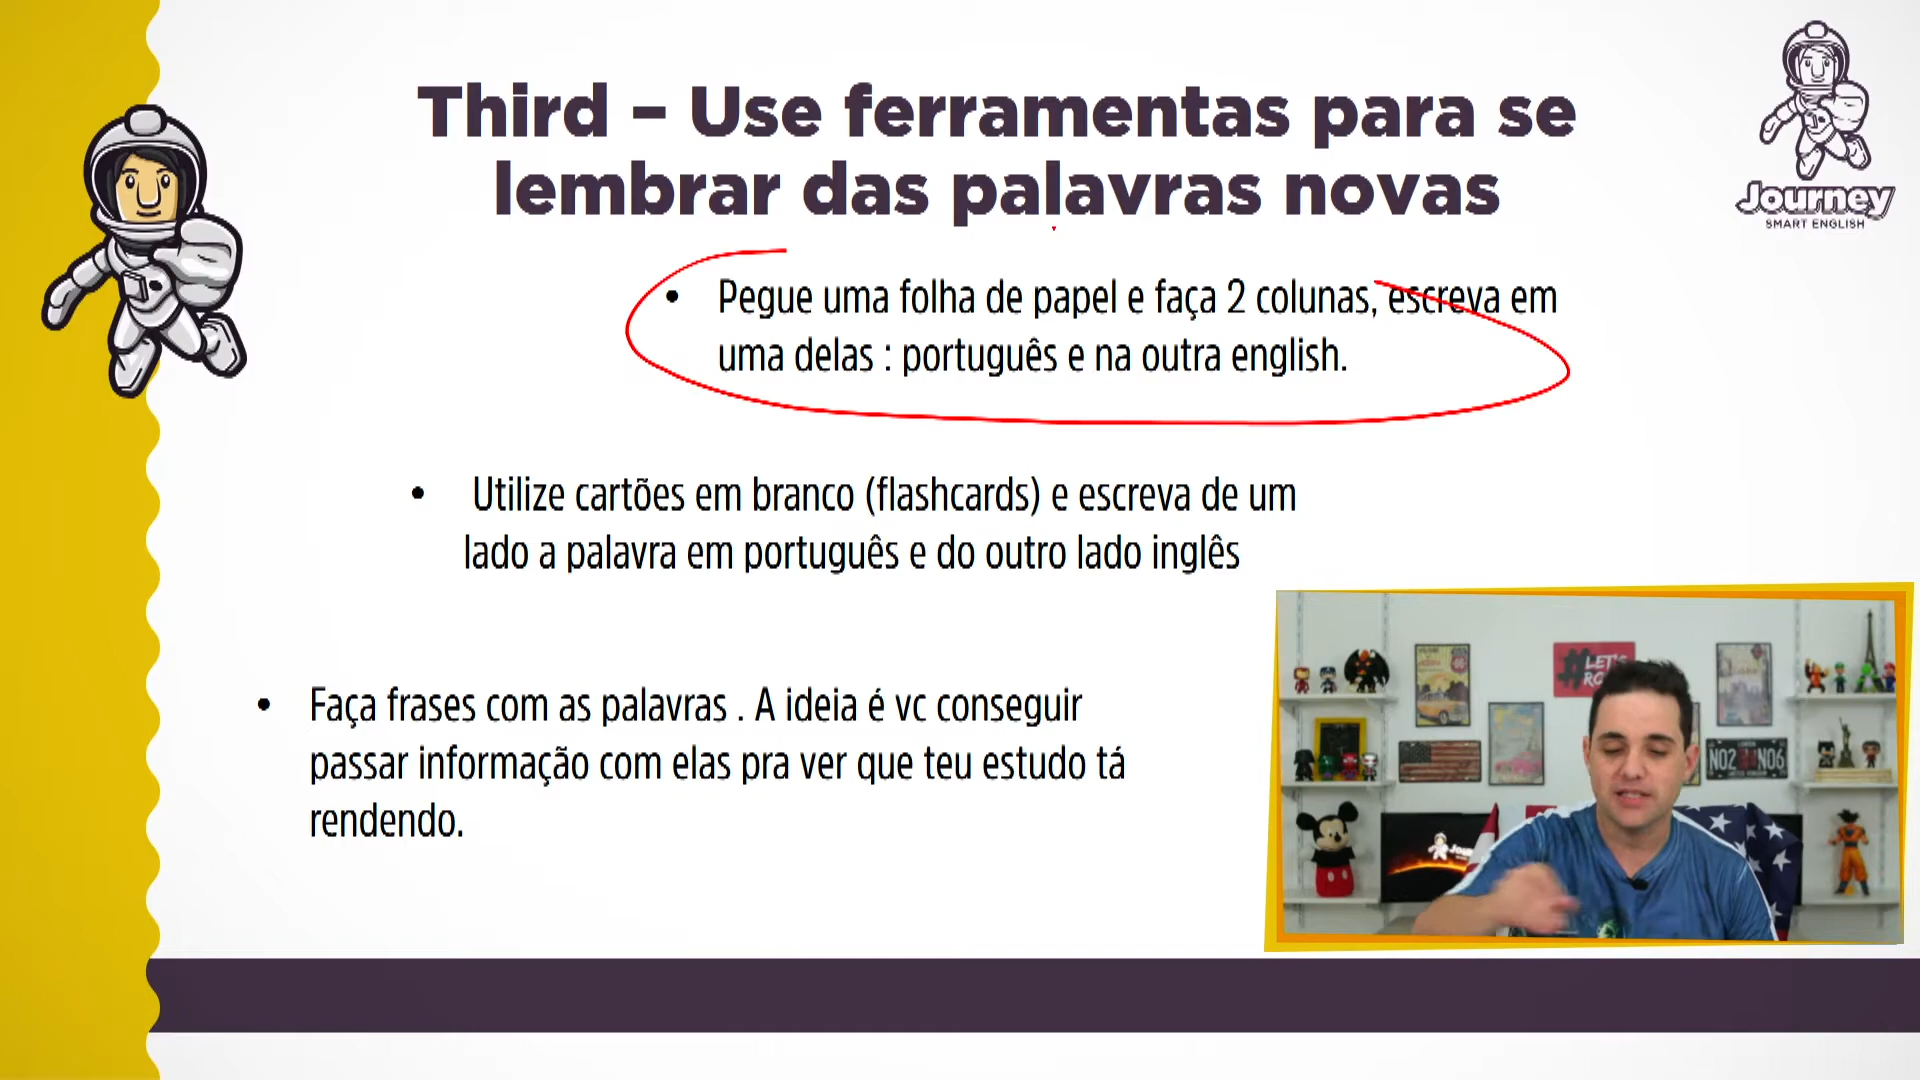 Third – Use ferramentas para se
lembrar das palavras novas
Journey
SMART ENGLISH
• Pegue uma folha de papel e faça 2 colunas, escreva em
uma delas : português e na outra english.
• Utilize cartões em branco (flashcards) e escreva de um
lado a palavra em português e do outro lado inglês
• Faça frases com as palavras . A ideia é vc conseguir
passar informação com elas pra ver que teu estudo tá
rendendo.
#LET'S
NO2
NO6